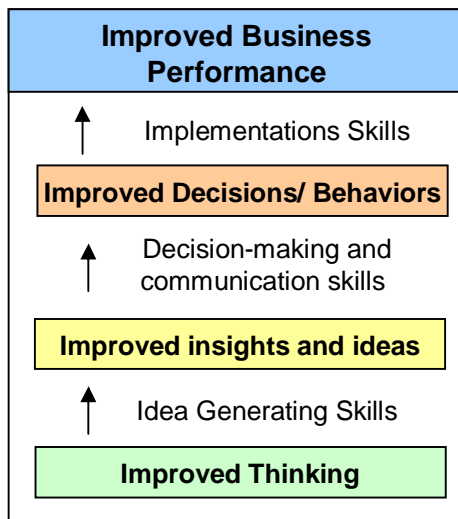 Improved Business
Performance
Implementations Skills
Improved Decisions/ Behaviors
Decision-making and
communication skills
Improved insights and ideas
Idea Generating Skills
Improved Thinking